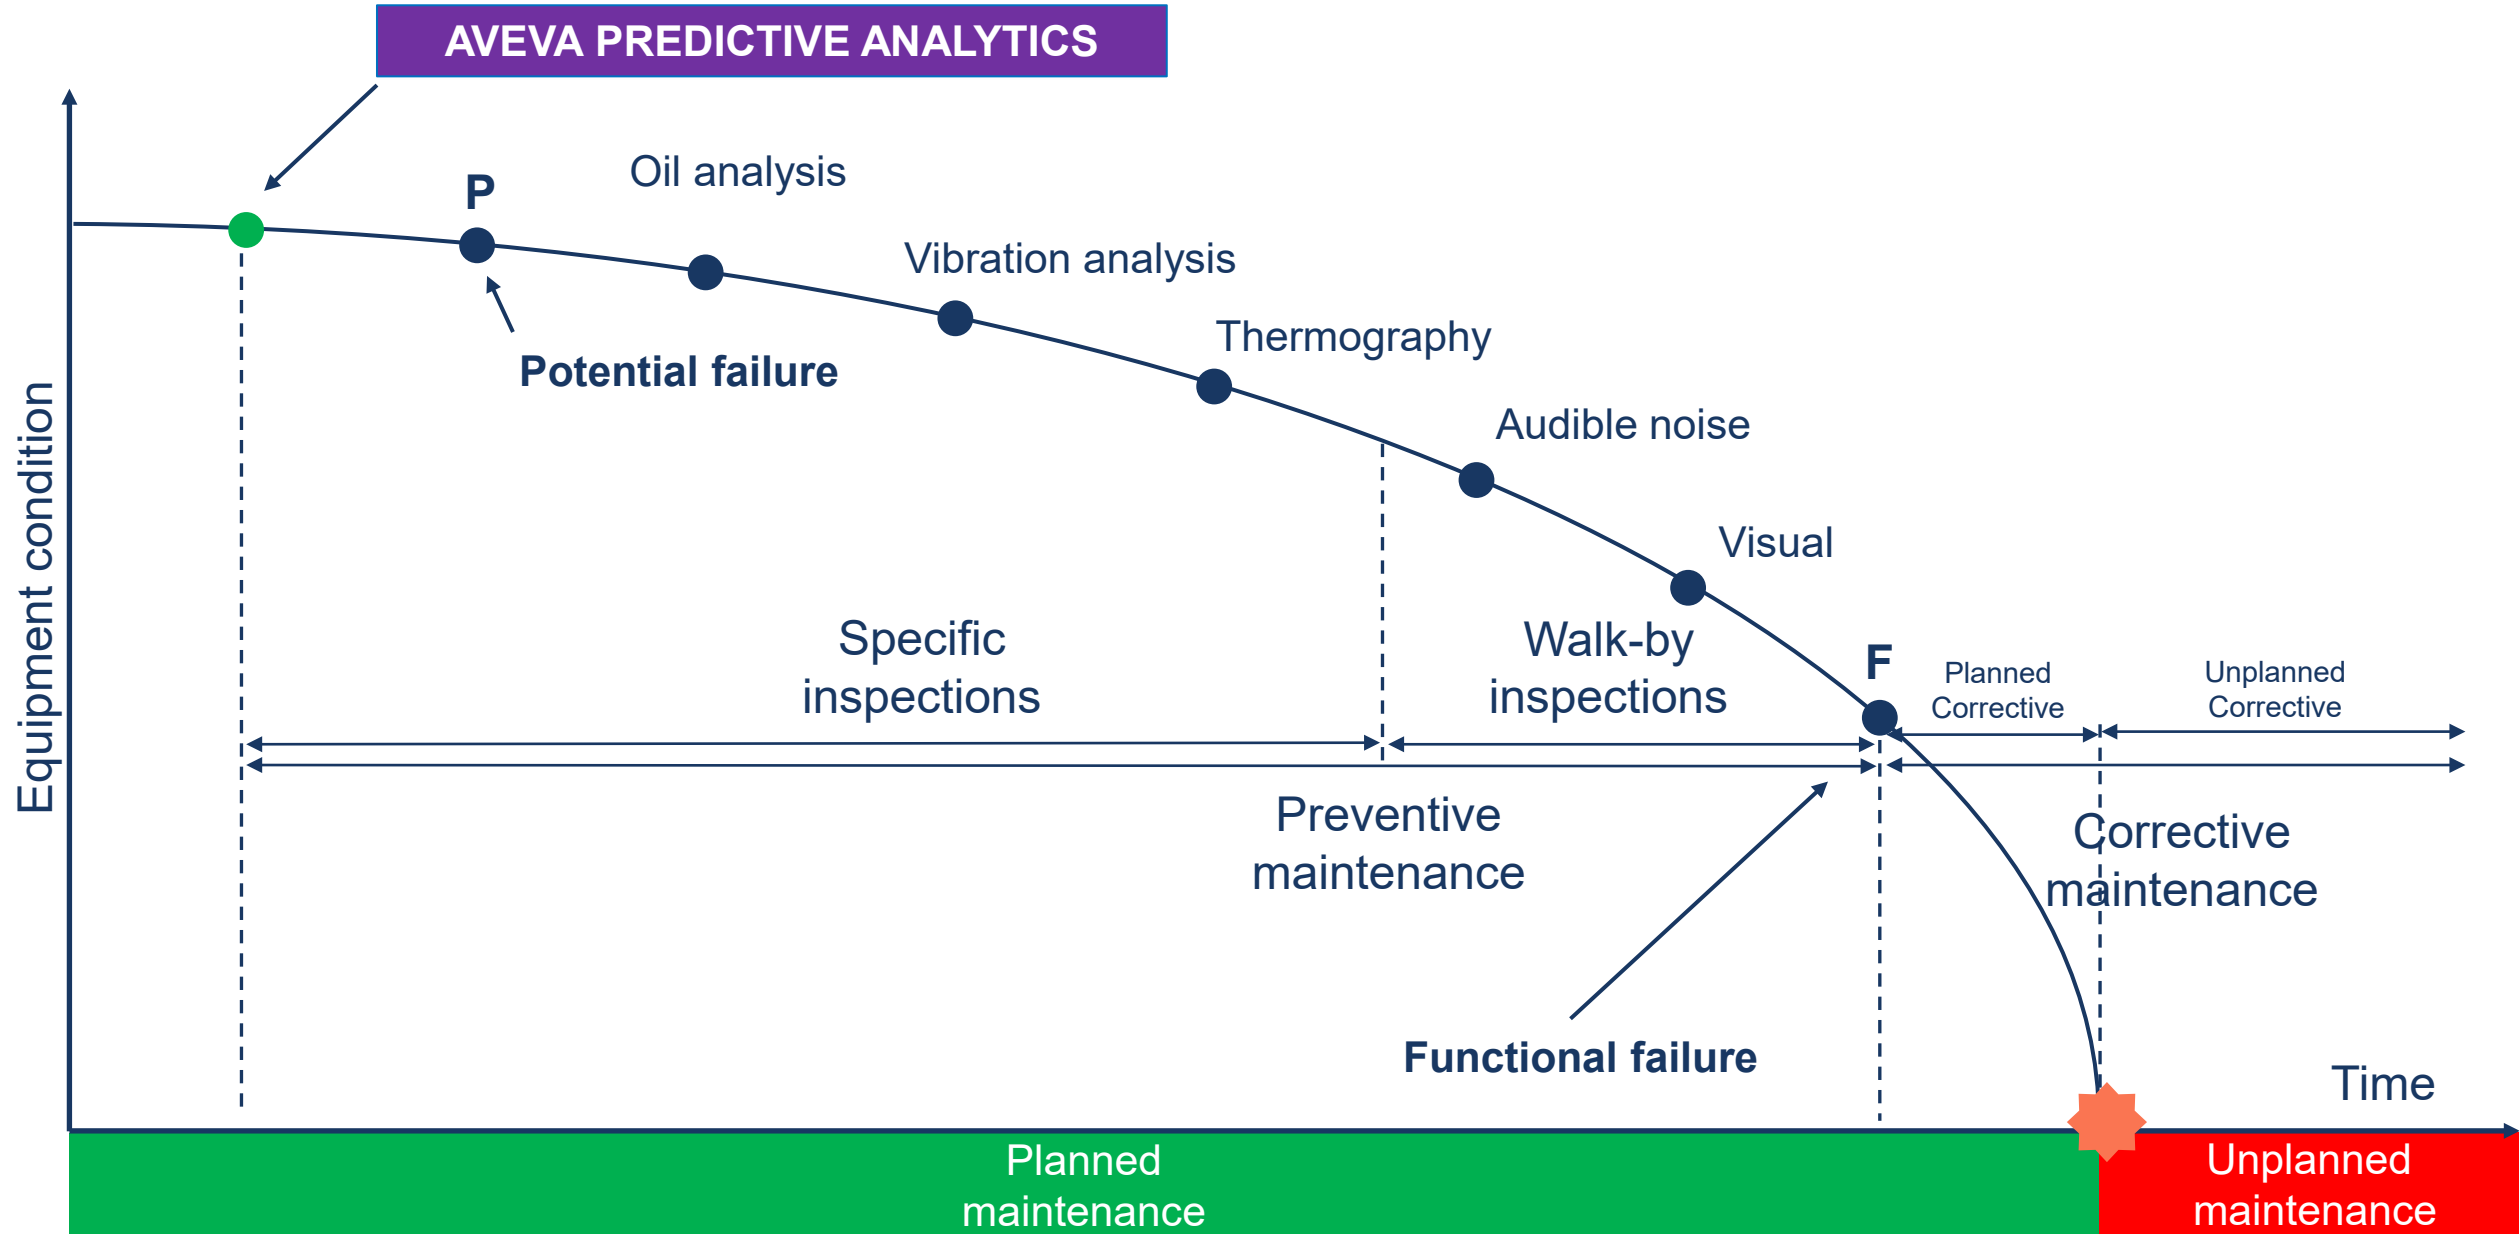 AVEVA PREDICTIVE ANALYTICS
Oil analysis
P
Vibration analysis
Thermography
Potential failure
Audible noise
Equipment condition
Visual
Specific
inspections
Walk-by
inspections
F
Planned
Corrective
Unplanned
Corrective
Preventive
maintenance
Corrective
maintenance
Functional failure
Time
Planned
maintenance
Unplanned
maintenance